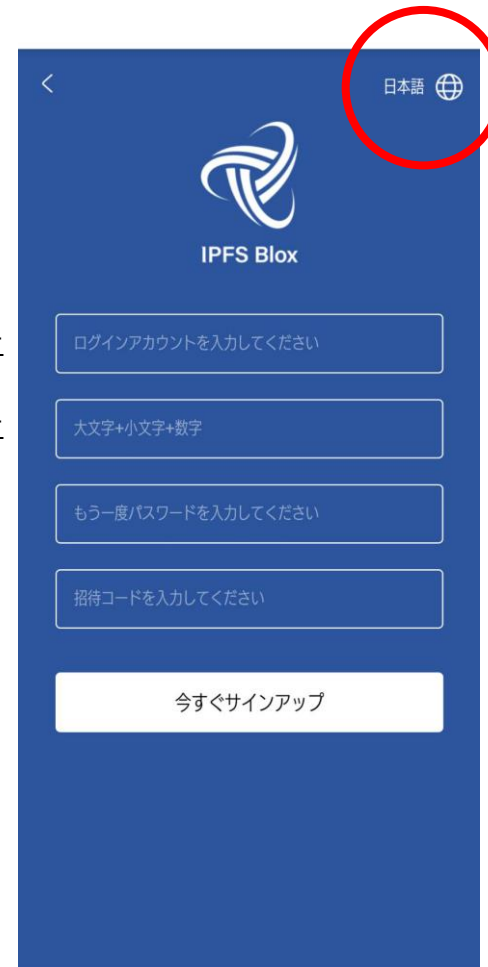 日本語
IPFS Blox
ログインアカウントを入力してください
大文字+小文字+数字
もう一度パスワードを入力してください
招待コードを入力してください
今すぐサインアップ